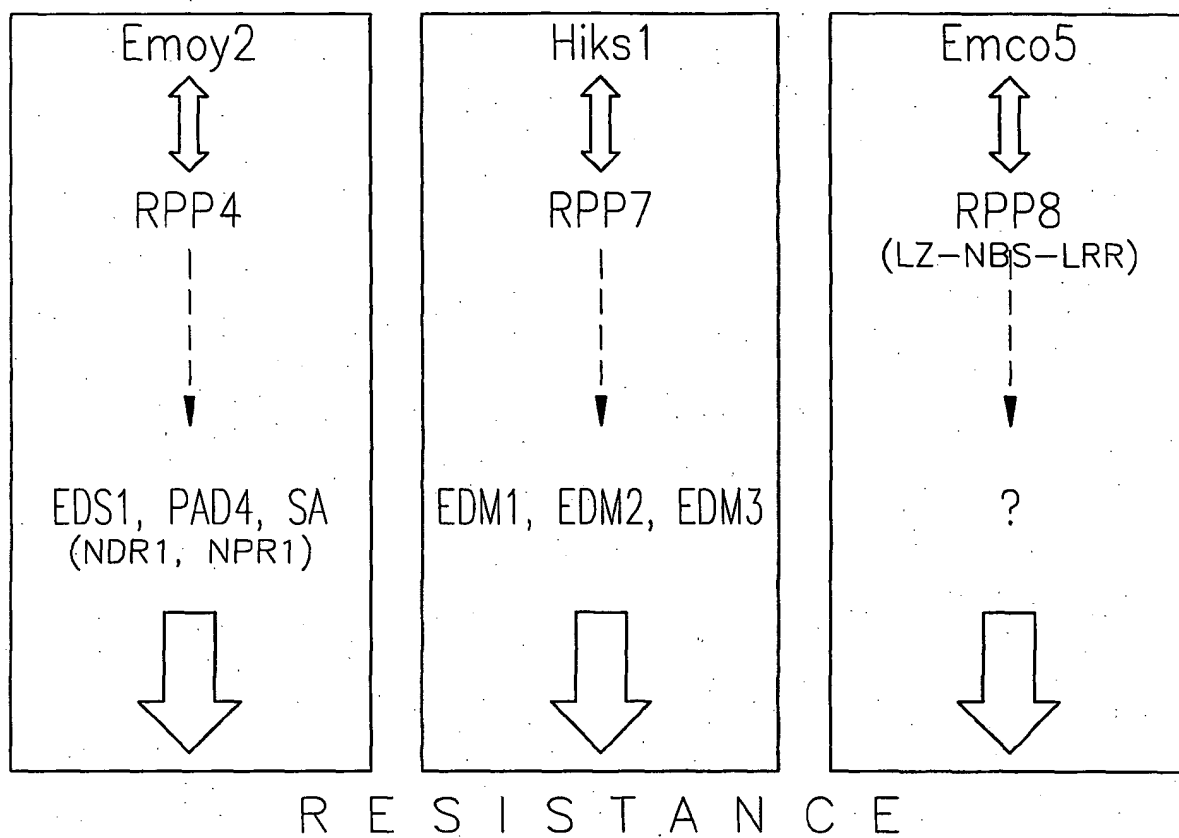 Emoy2
RPP4
EDS1, PAD4, SA
(NDR1, NPR1)
Hiks1
RPP7
EDM1, EDM2, EDM3
Emco5
RPP8
(LZ-NBS-LRR)
?
RESISTANCE